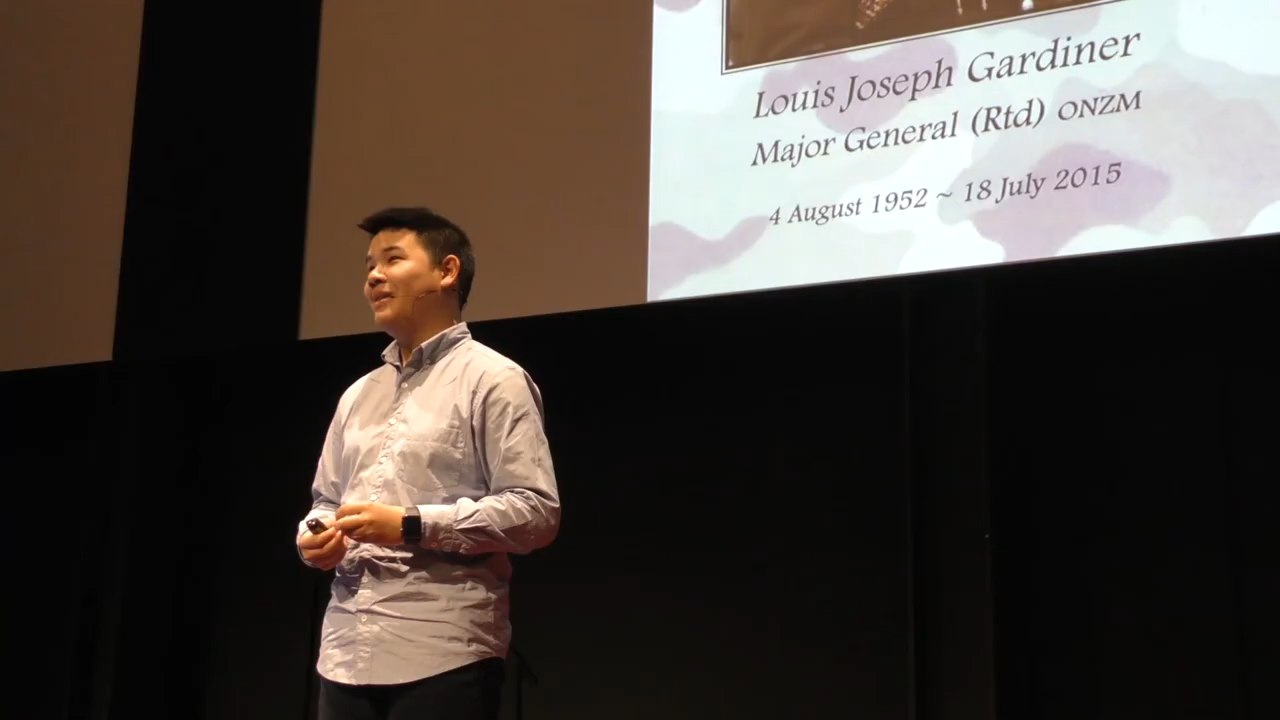 Louis Joseph Gardiner
Major General (Rtd) ONZM
4 August 1952 ~ 18 July 2015